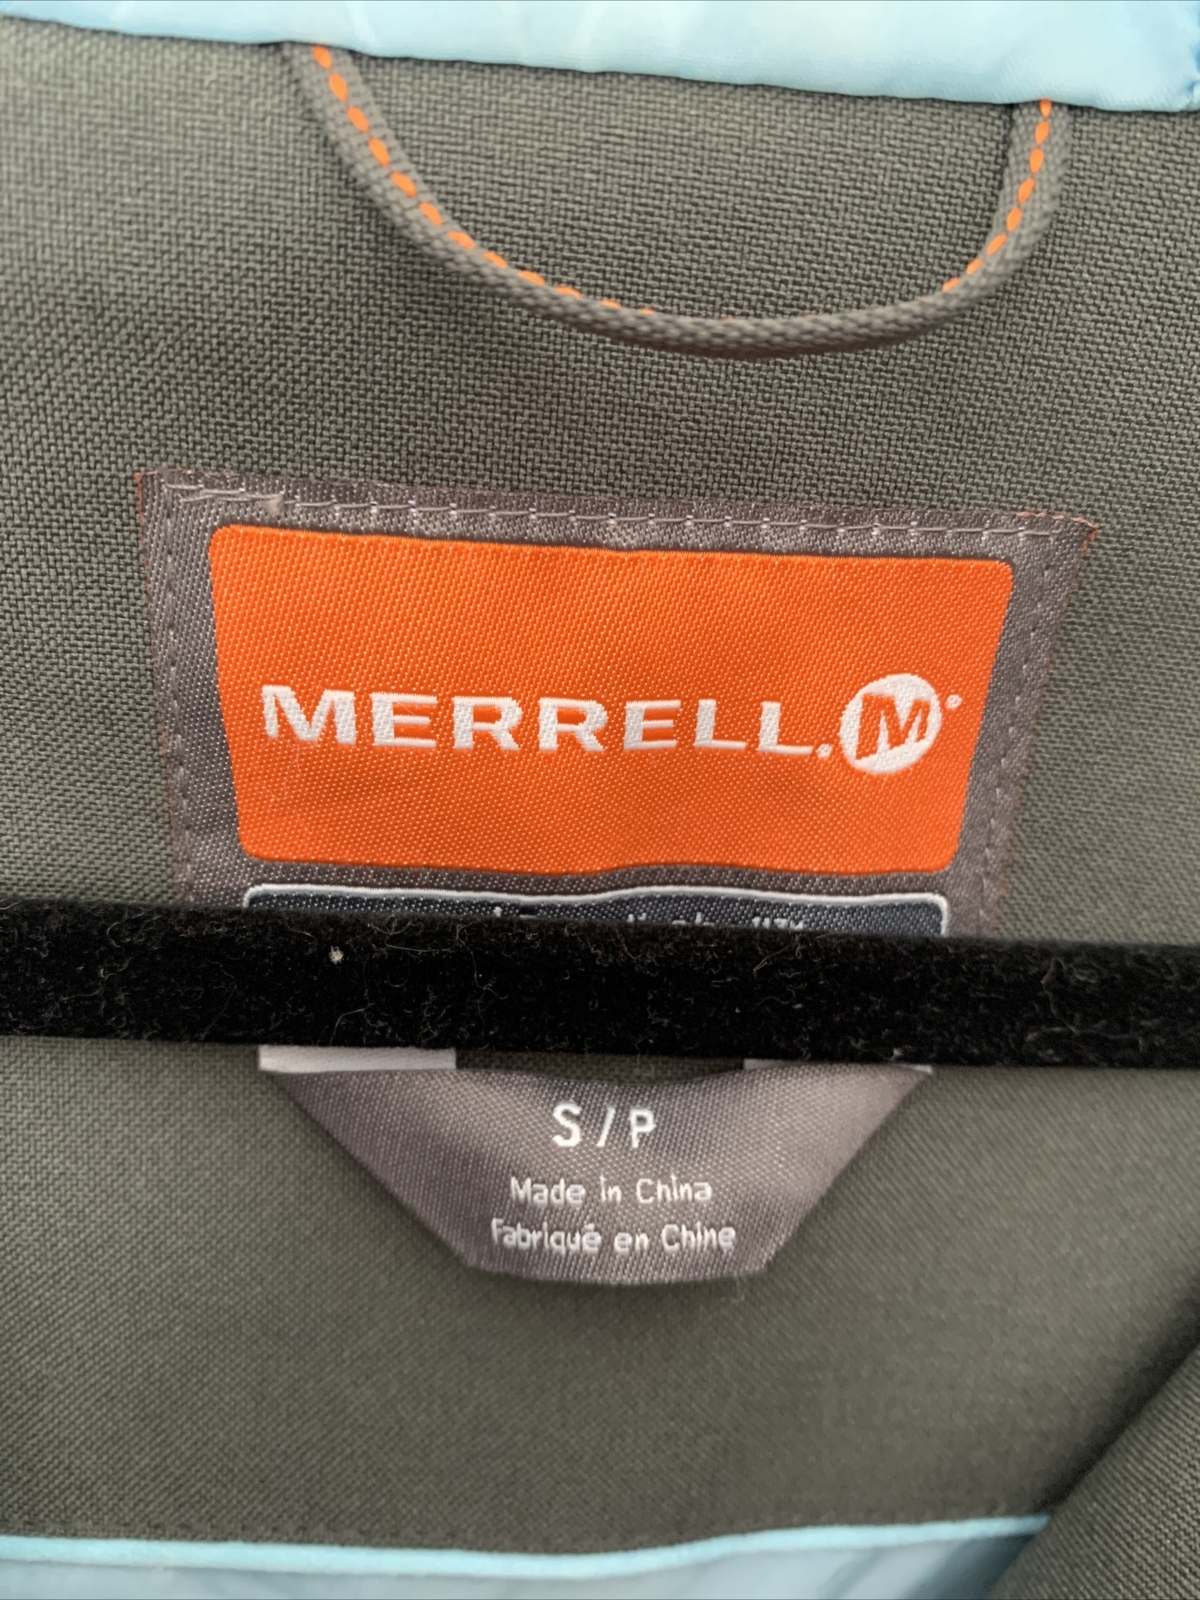 MERRELL. M
S / P
Made in China
Fabriqué en Chine